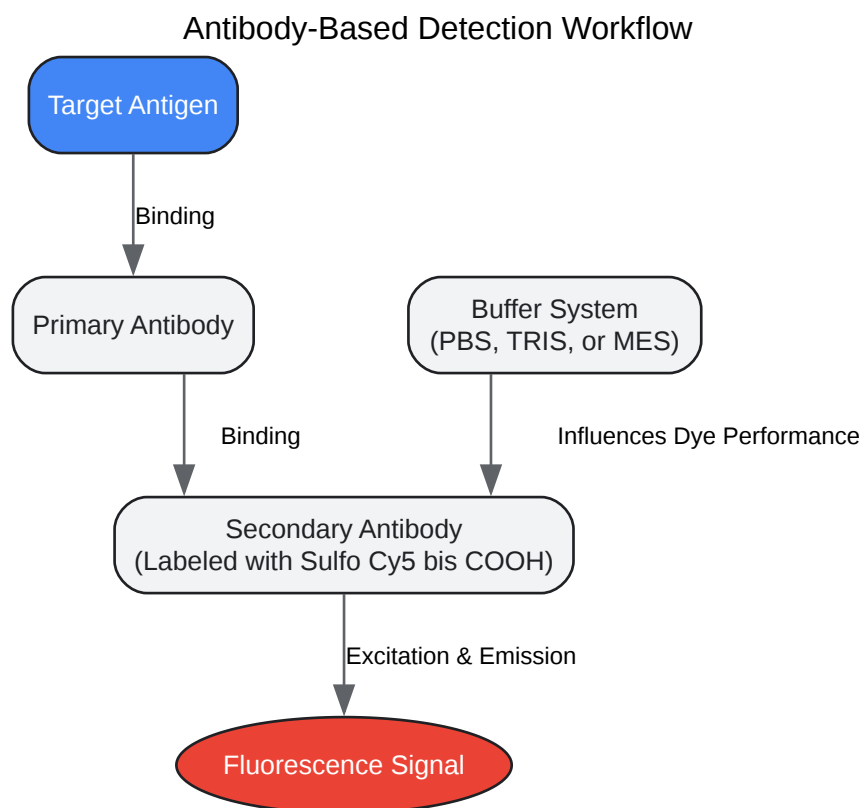 Antibody-Based Detection Workflow
Target Antigen
Binding
Primary Antibody
Buffer System
(PBS, TRIS, or MES)
Binding
Influences Dye Performance
Secondary Antibody
(Labeled with Sulfo Cy5 bis COOH)
Excitation & Emission
Fluorescence Signal